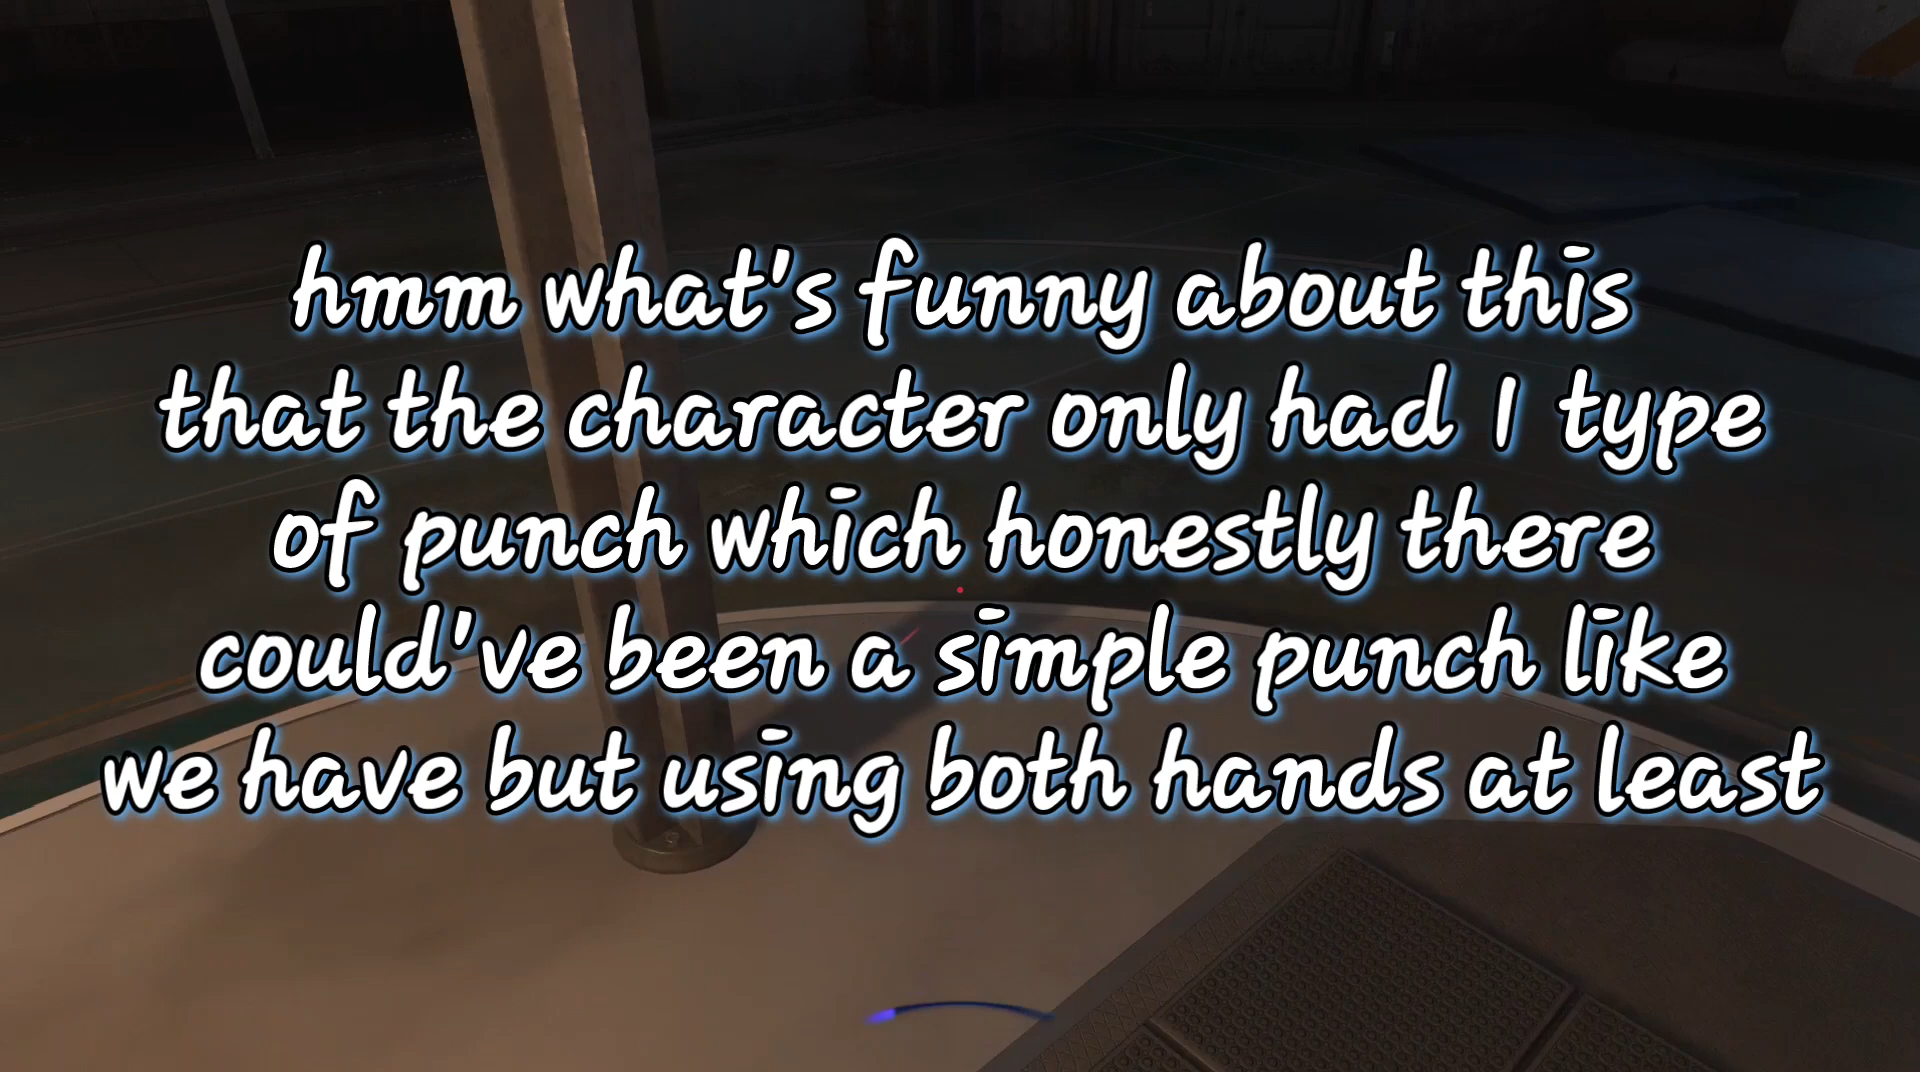 hmm what's funny about this
that the character only had 1 type
of punch which honestly there
could've been a simple punch like
we have but using both hands at least